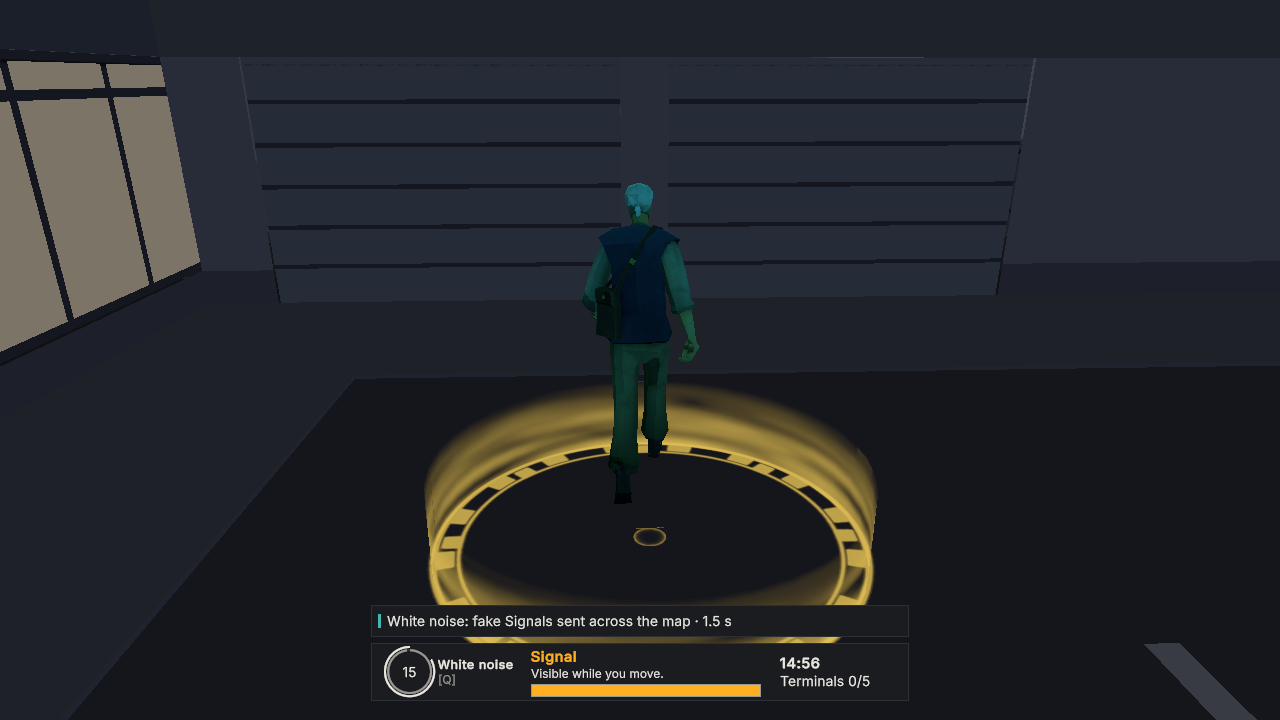 White noise: fake Signals sent across the map · 1.5 s
15
White noise
[Q]
Signal
Visible while you move.
14:56
Terminals 0/5